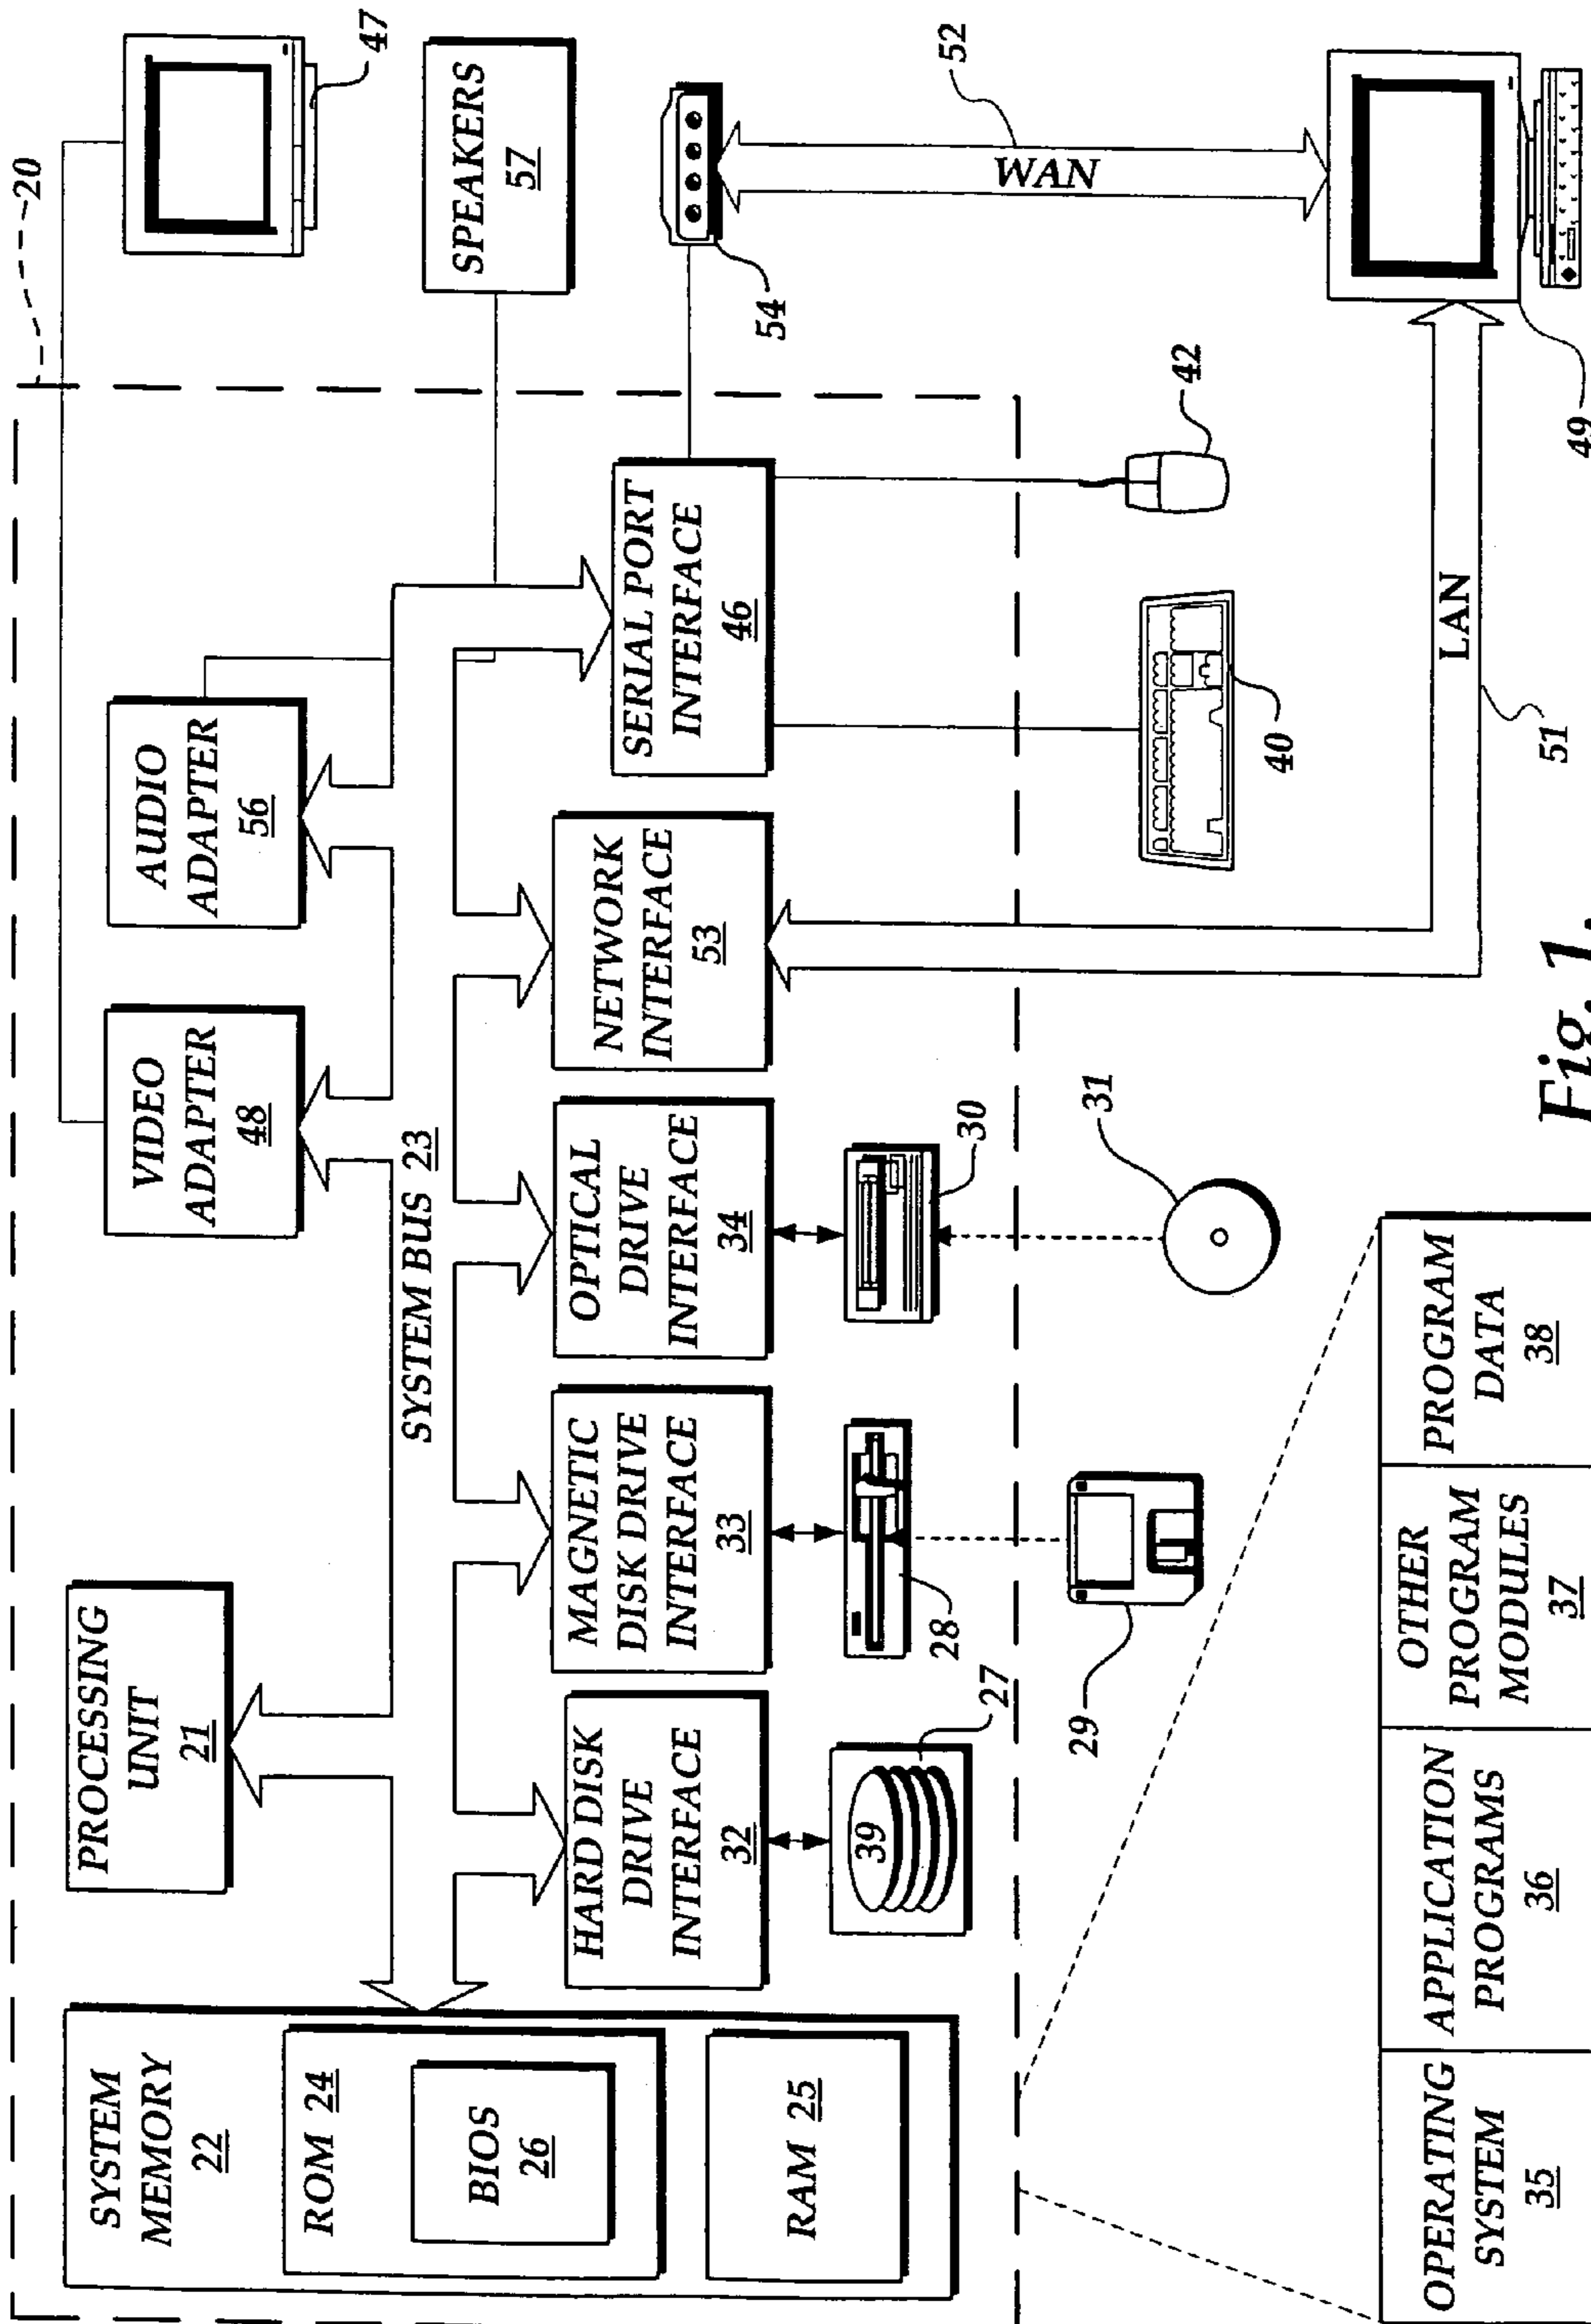 20
SYSTEM
MEMORY
22
ROM 24
BIOS
26
RAM 25
PROCESSING
UNIT
21
VIDEO
ADAPTER
48
AUDIO
ADAPTER
56
47
SYSTEM BUS 23
SPEAKERS
57
HARD DISK
DRIVE
INTERFACE
32
MAGNETIC
DISK DRIVE
INTERFACE
33
OPTICAL
DRIVE
INTERFACE
34
NETWORK
INTERFACE
53
SERIAL PORT
INTERFACE
46
54
39
27
28
30
29
31
40
42
WAN
52
LAN
51
49
OPERATING
SYSTEM
35
APPLICATION
PROGRAMS
36
OTHER
PROGRAM
MODULES
37
PROGRAM
DATA
38
Fig. 1.